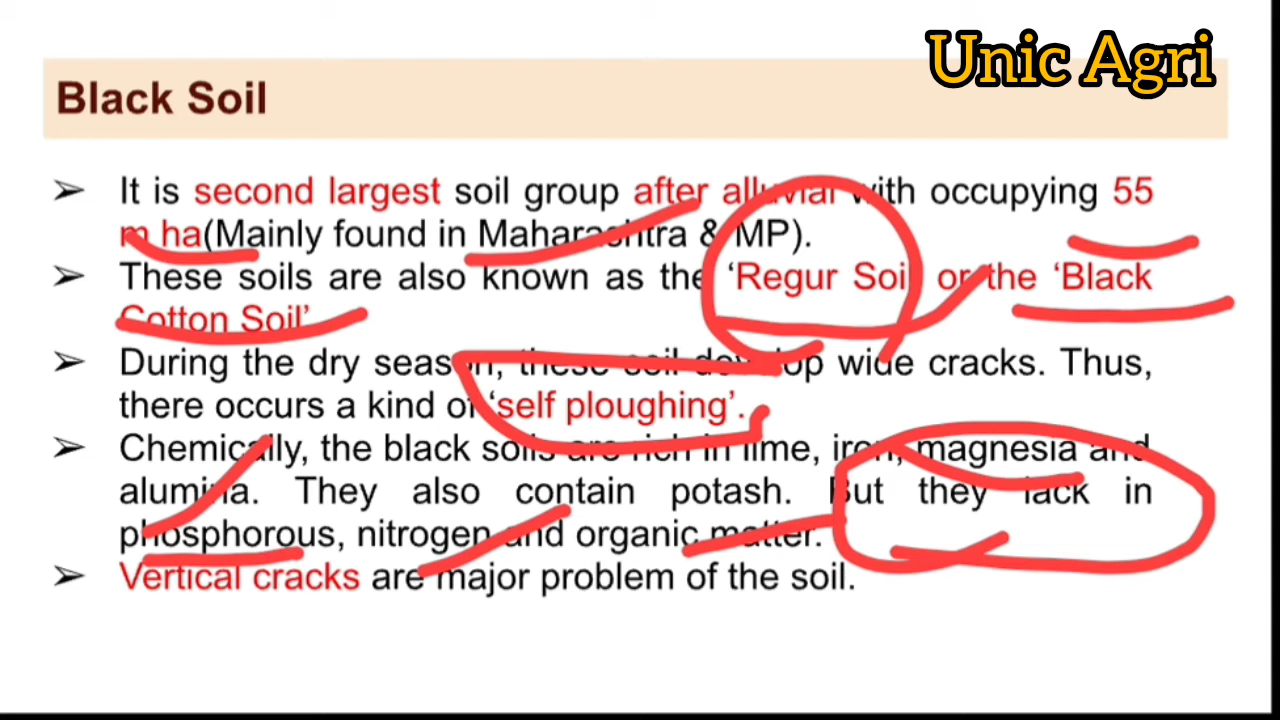 Unic Agri
Black Soil
➢ It is second largest soil group after alluvial with occupying 55
m ha(Mainly found in Maharashtra & MP).
➢ These soils are also known as the ‘Regur Soil’ or the ‘Black
Cotton Soil’
➢ During the dry season, these soil develop wide cracks. Thus,
there occurs a kind of ‘self ploughing’.
➢ Chemically, the black soils are rich in lime, iron, magnesia and
alumina. They also contain potash. But they lack in
phosphorous, nitrogen and organic matter.
➢ Vertical cracks are major problem of the soil.